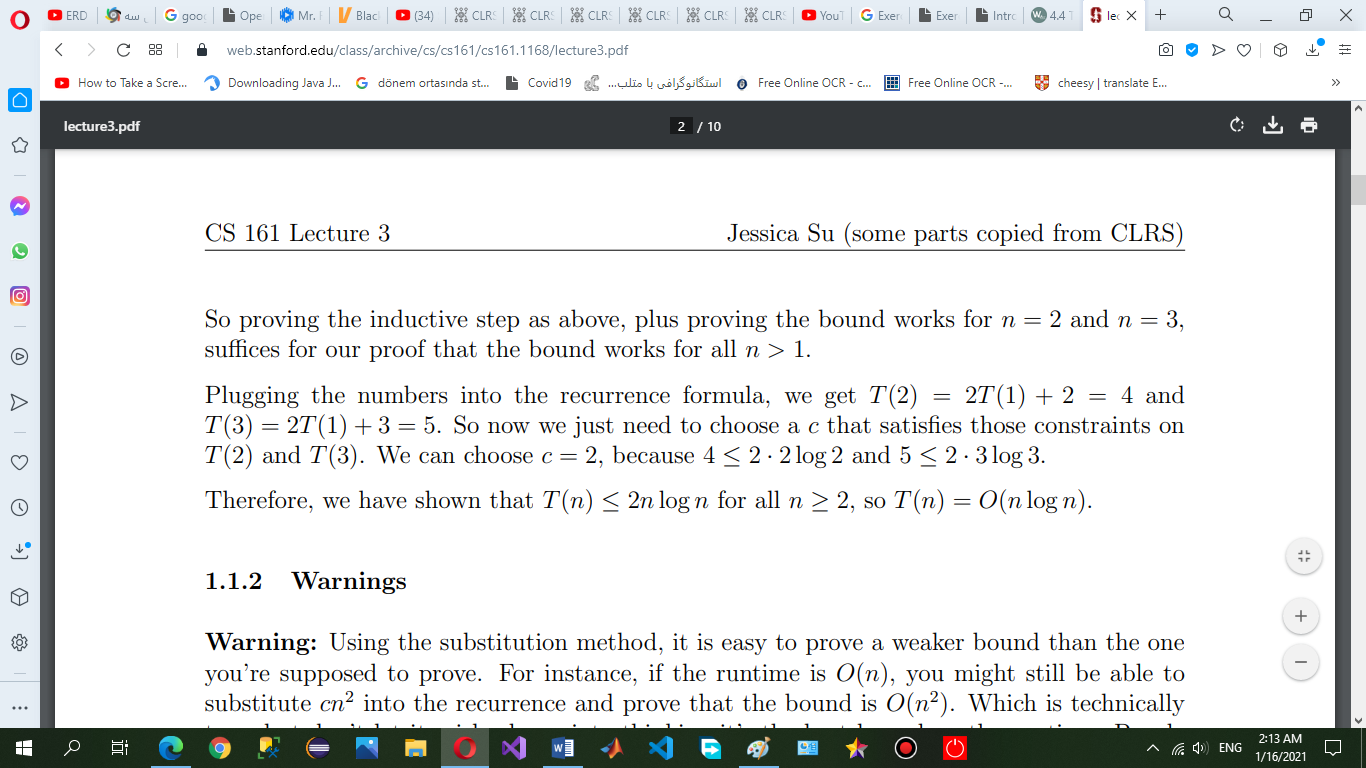 ERD
سه
goo
Ope
Mr. f
Blac
(34)
CLRS
CLRS
CLRS
CLRS
CLRS
CLRS
YouT
Exer
Exer
Intro
4.4 T
lec
web.stanford.edu/class/archive/cs/cs161/cs161.1168/lecture3.pdf
How to Take a Scre...
Downloading Java J...
dönem ortasında st...
Covid19
استگانوگرافی با متلب...
Free Online OCR - c...
Free Online OCR -...
cheesy | translate E...
lecture3.pdf
2 / 10
CS 161 Lecture 3 Jessica Su (some parts copied from CLRS)
So proving the inductive step as above, plus proving the bound works for n = 2 and n = 3,
suffices for our proof that the bound works for all n > 1.
Plugging the numbers into the recurrence formula, we get T(2) = 2T(1) + 2 = 4 and
T(3) = 2T(1) + 3 = 5. So now we just need to choose a c that satisfies those constraints on
T(2) and T(3). We can choose c = 2, because 4 ≤ 2 · 2 log 2 and 5 ≤ 2 · 3 log 3.
Therefore, we have shown that T(n) ≤ 2n log n for all n ≥ 2, so T(n) = O(n log n).
1.1.2 Warnings
Warning: Using the substitution method, it is easy to prove a weaker bound than the one
you're supposed to prove. For instance, if the runtime is O(n), you might still be able to
substitute cn² into the recurrence and prove that the bound is O(n²). Which is technically
ENG
2:13 AM
1/16/2021